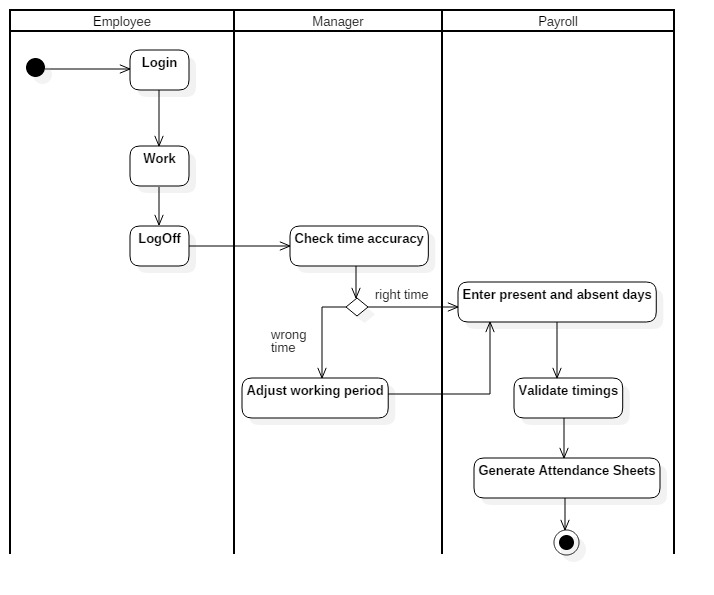 Employee
Manager
Payroll
Login
Work
LogOff
Check time accuracy
right time
Enter present and absent days
wrong
time
Adjust working period
Validate timings
Generate Attendance Sheets